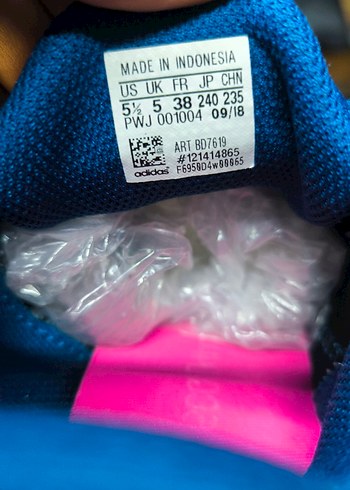 MADE IN INDONESIA
US UK FR JP CHN
5½ 5 38 240 235
PWJ 001004 09/18
ART BD7619
#121414865
adidas